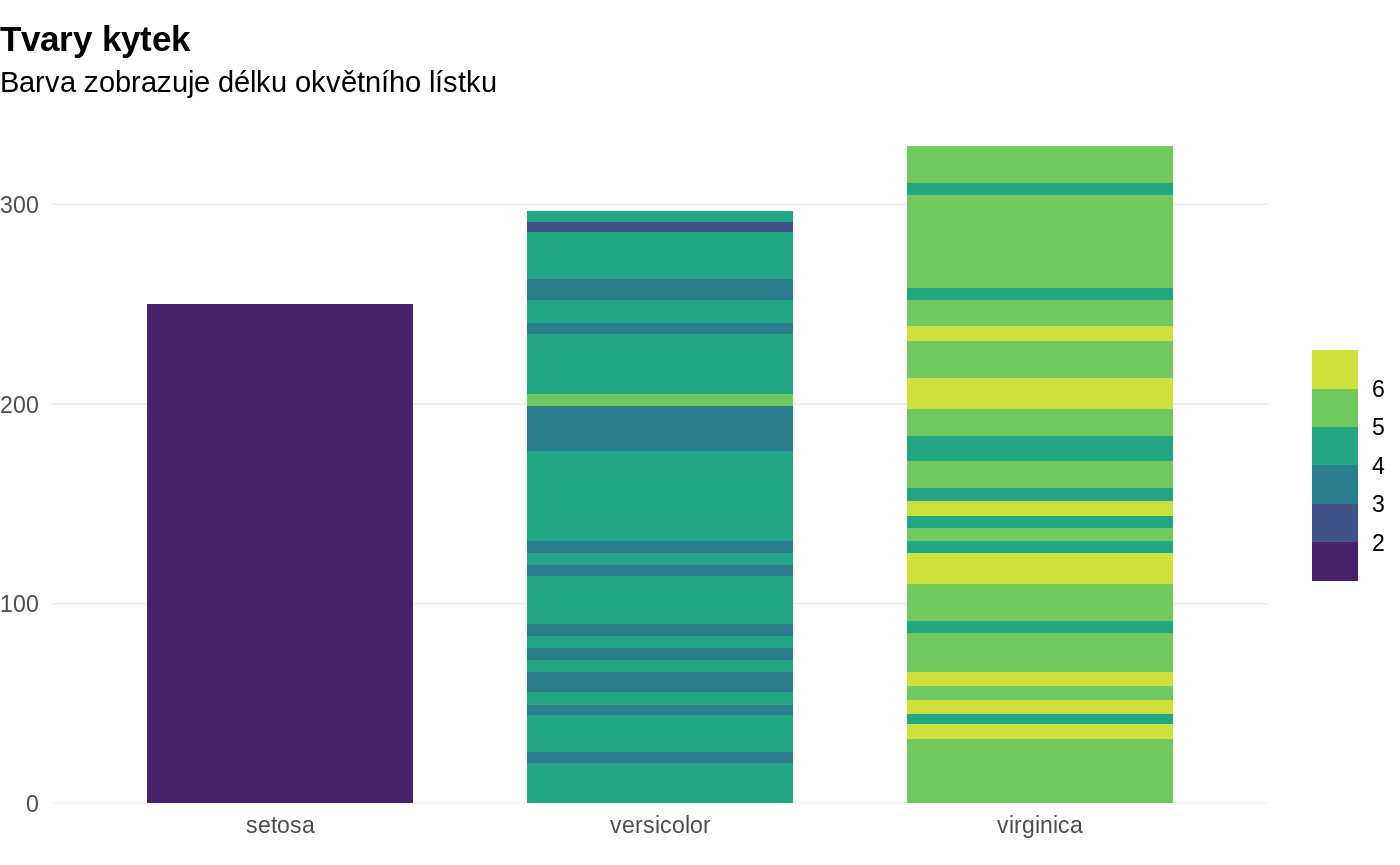 Tvary kytek
Barva zobrazuje délku okvětního lístku
300
200
100
0
setosa
versicolor
virginica
6
5
4
3
2